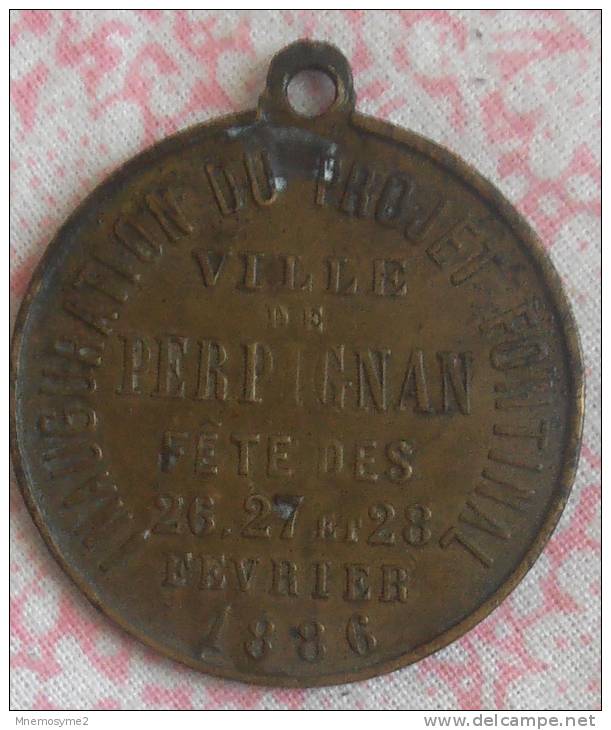 INAUGURATION DU PROJET FONTINAL
VILLE
DE
PERPIGNAN
FÊTE DES
26.27 ET 28
FEVRIER
1886
Mnemosyme2
www.delcampe.net